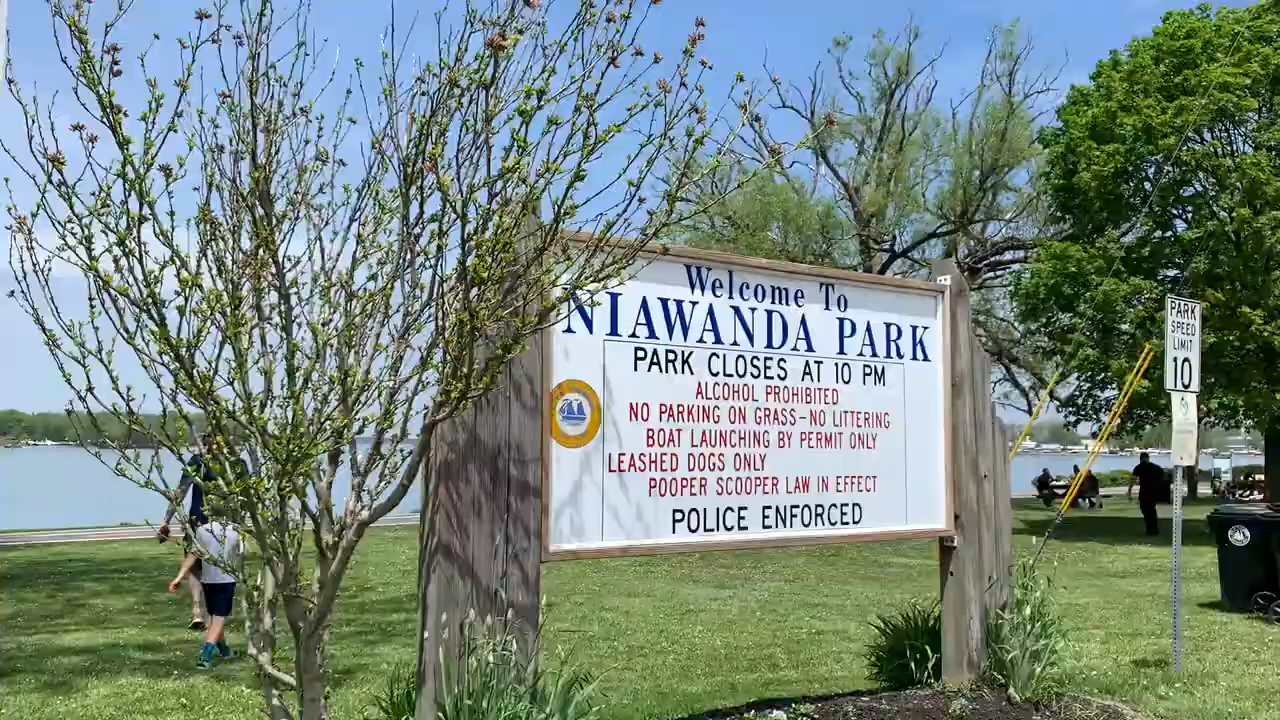 Welcome To
NIAWANDA PARK
PARK CLOSES AT 10 PM
ALCOHOL PROHIBITED
NO PARKING ON GRASS-NO LITTERING
BOAT LAUNCHING BY PERMIT ONLY
LEASHED DOGS ONLY
POOPER SCOOPER LAW IN EFFECT
POLICE ENFORCED
PARK
SPEED
LIMIT
10